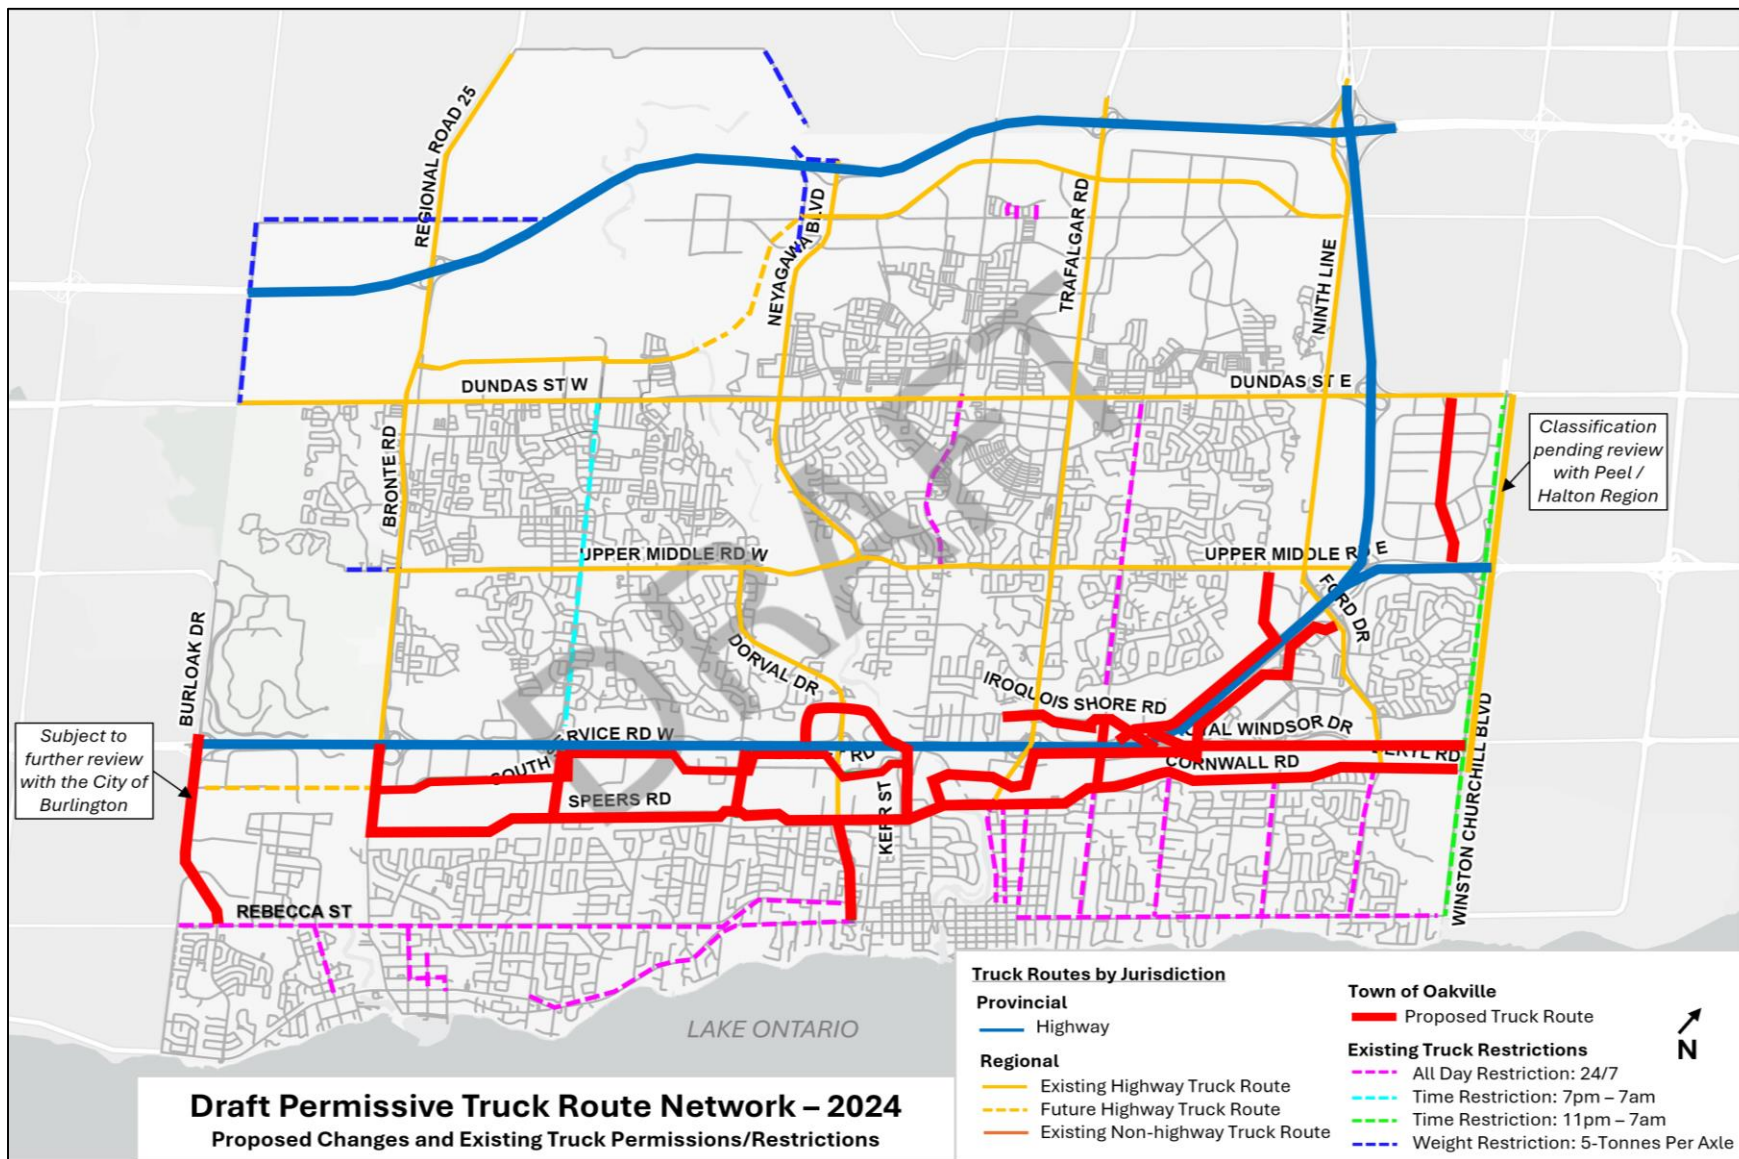 REGIONAL ROAD 25
NEYAGAWA BLVD
TRAFALGAR RD
NINTH LINE
DUNDAS ST W
DUNDAS ST E
Classification
pending review
with Peel /
Halton Region
BRONTE RD
DRAFT
UPPER MIDDLE RD W
UPPER MIDDLE RD E
FORD DR
BURLOAK DR
DORVAL DR
IROQUOIS SHORE RD
Subject to
further review
with the City of
Burlington
SOUTH
RVICE RD W
RD
ROYAL WINDSOR DR
CORNWALL RD
SPEERS RD
KERR ST
WINSTON CHURCHILL BLVD
REBECCA ST
LAKE ONTARIO
Draft Permissive Truck Route Network – 2024
Proposed Changes and Existing Truck Permissions/Restrictions
Truck Routes by Jurisdiction
Provincial
Highway
Regional
Existing Highway Truck Route
Future Highway Truck Route
Existing Non-highway Truck Route
Town of Oakville
Proposed Truck Route
Existing Truck Restrictions
All Day Restriction: 24/7
Time Restriction: 7pm – 7am
Time Restriction: 11pm – 7am
Weight Restriction: 5-Tonnes Per Axle
N